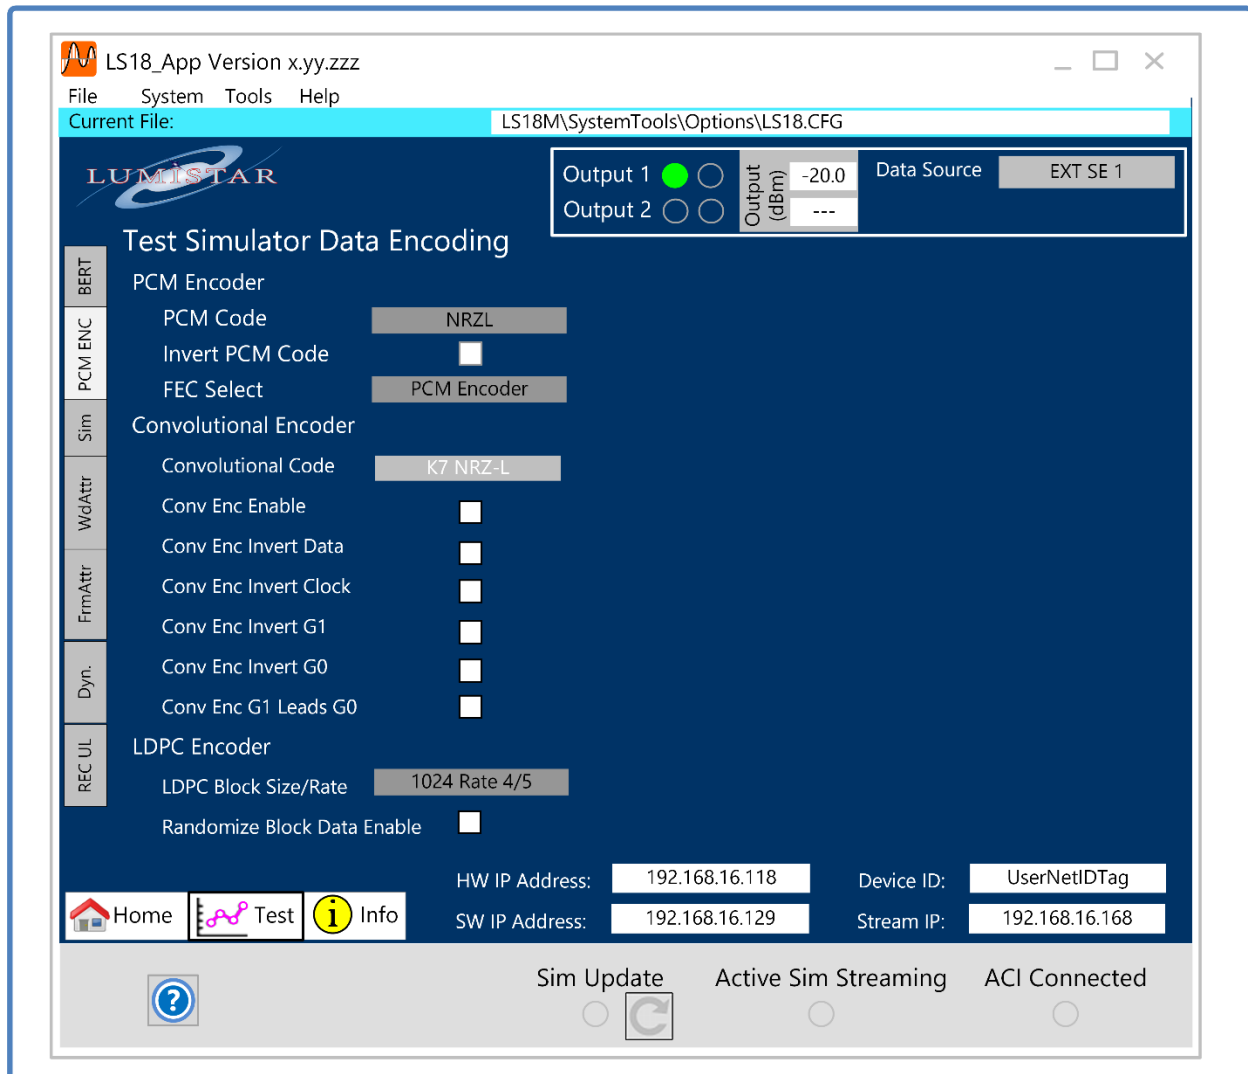 LS18_App Version x.yy.zzz
File System Tools Help
Current File: LS18M\SystemTools\Options\LS18.CFG
LUMISTAR
Output 1 Output (dBm) -20.0 Data Source EXT SE 1
Output 2 ---
Test Simulator Data Encoding
BERT
PCM ENC
Sim
WdAttr
FrmAttr
Dyn.
REC UL
PCM Encoder
PCM Code NRZL
Invert PCM Code
FEC Select PCM Encoder
Convolutional Encoder
Convolutional Code K7 NRZ-L
Conv Enc Enable
Conv Enc Invert Data
Conv Enc Invert Clock
Conv Enc Invert G1
Conv Enc Invert G0
Conv Enc G1 Leads G0
LDPC Encoder
LDPC Block Size/Rate 1024 Rate 4/5
Randomize Block Data Enable
HW IP Address: 192.168.16.118 Device ID: UserNetIDTag
Home Test i Info SW IP Address: 192.168.16.129 Stream IP: 192.168.16.168
Sim Update Active Sim Streaming ACI Connected
?